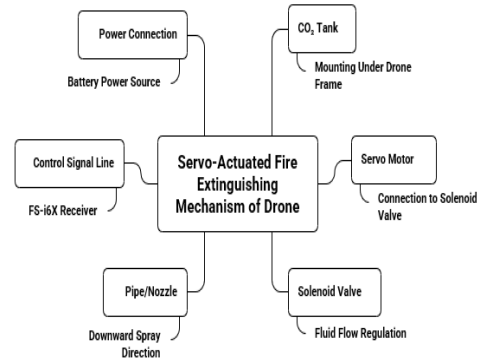 Power Connection
Battery Power Source
CO₂ Tank
Mounting Under Drone
Frame
Control Signal Line
FS-i6X Receiver
Servo-Actuated Fire
Extinguishing
Mechanism of Drone
Servo Motor
Connection to Solenoid
Valve
Pipe/Nozzle
Downward Spray
Direction
Solenoid Valve
Fluid Flow Regulation